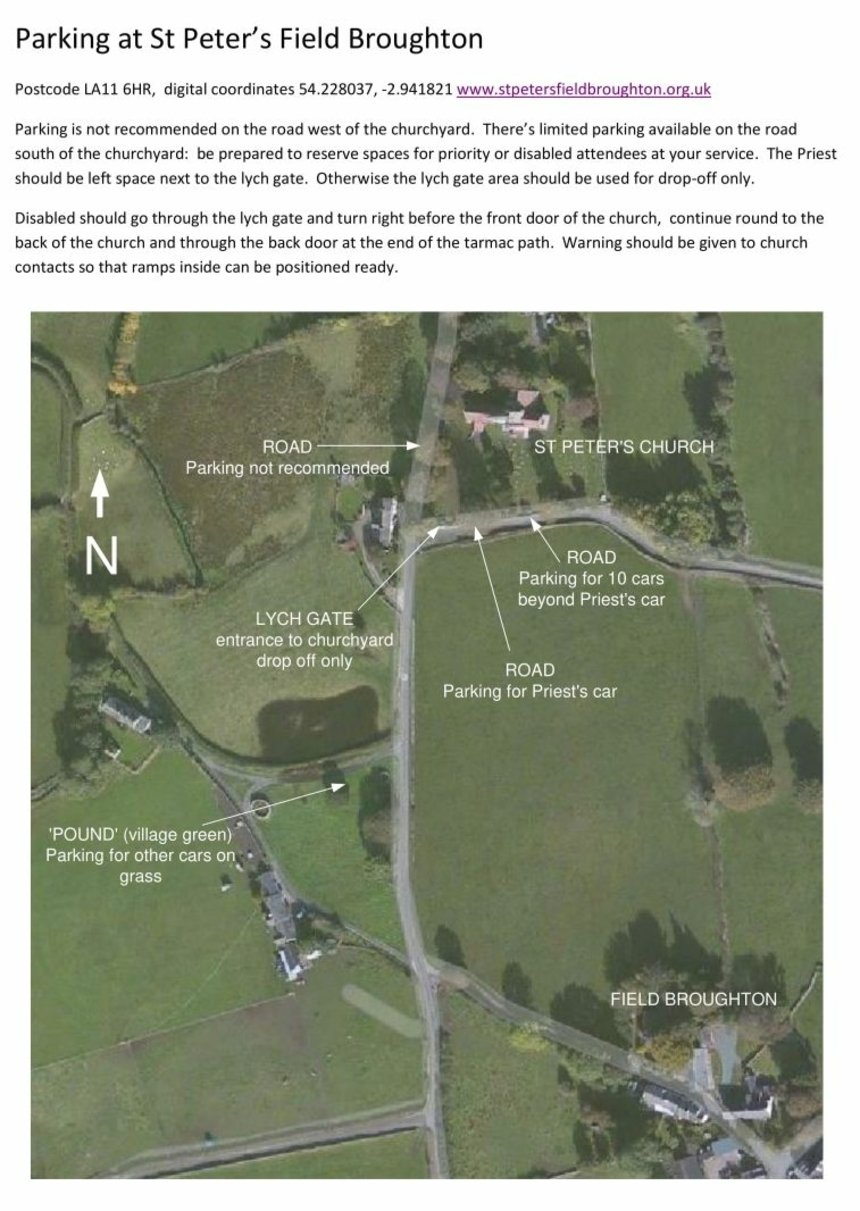 Parking at St Peter’s Field Broughton
Postcode LA11 6HR,  digital coordinates 54.228037, -2.941821 www.stpetersfieldbroughton.org.uk
Parking is not recommended on the road west of the churchyard.  There’s limited parking available on the road
south of the churchyard:  be prepared to reserve spaces for priority or disabled attendees at your service.  The Priest
should be left space next to the lych gate.  Otherwise the lych gate area should be used for drop-off only.
Disabled should go through the lych gate and turn right before the front door of the church,  continue round to the
back of the church and through the back door at the end of the tarmac path.  Warning should be given to church
contacts so that ramps inside can be positioned ready.
ROAD
Parking not recommended
ST PETER'S CHURCH
N
ROAD
Parking for 10 cars
beyond Priest's car
LYCH GATE
entrance to churchyard
drop off only
ROAD
Parking for Priest's car
'POUND' (village green)
Parking for other cars on
grass
FIELD BROUGHTON